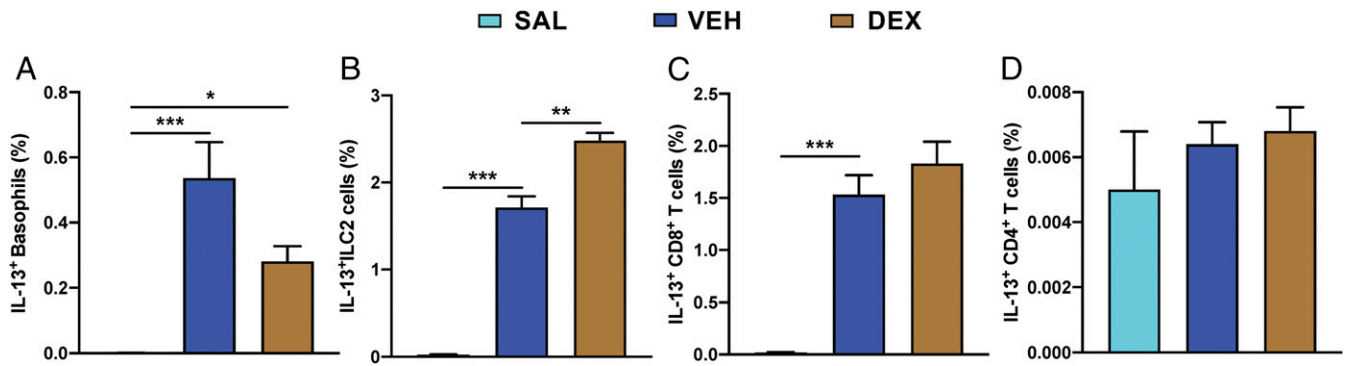 SAL VEH DEX
A
IL-13⁺ Basophils (%)
0.8
0.6
0.4
0.2
0.0
*
***
B
IL-13⁺ILC2 cells (%)
3
2
1
0
**
***
C
IL-13⁺ CD8⁺ T cells (%)
2.5
2.0
1.5
1.0
0.5
0.0
***
D
IL-13⁺ CD4⁺ T cells (%)
0.008
0.006
0.004
0.002
0.000